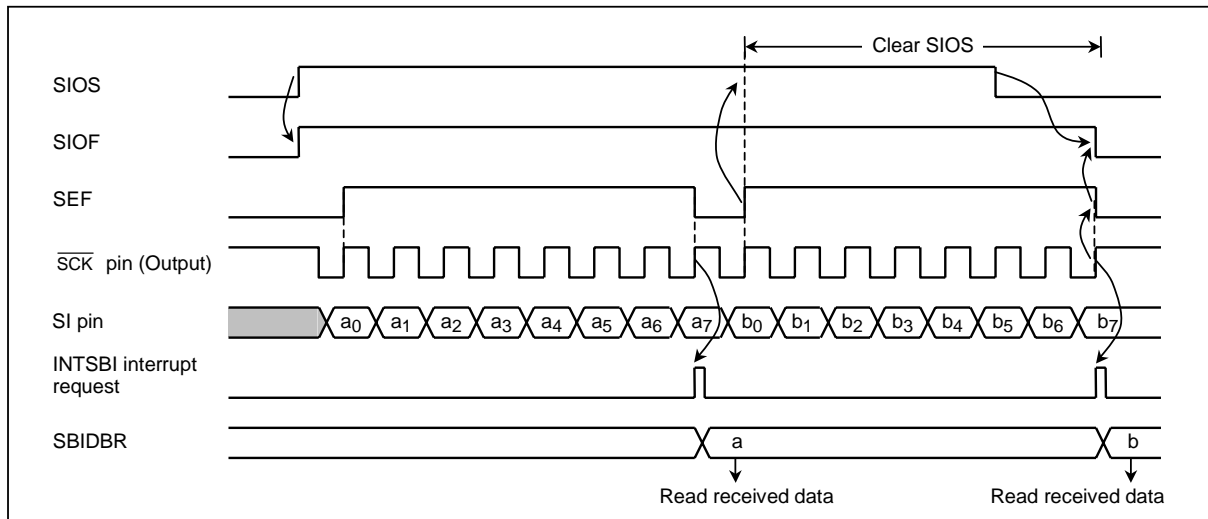 Clear SIOS
SIOS
SIOF
SEF
SCK pin (Output)
SI pin
a0 a1 a2 a3 a4 a5 a6 a7 b0 b1 b2 b3 b4 b5 b6 b7
INTSBI interrupt
request
SBIDBR
a b
Read received data Read received data